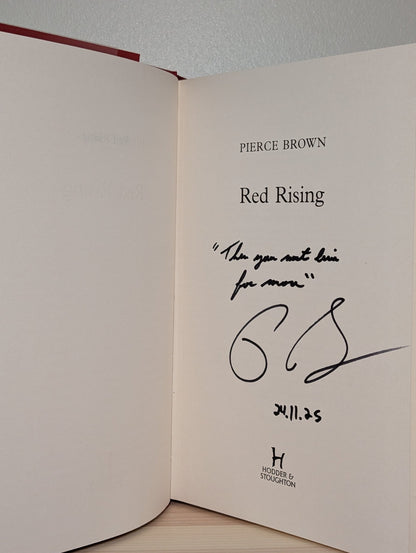 PIERCE BROWN
Red Rising
"Then you must live
for more"
24.11.25
H
HODDER &
STOUGHTON